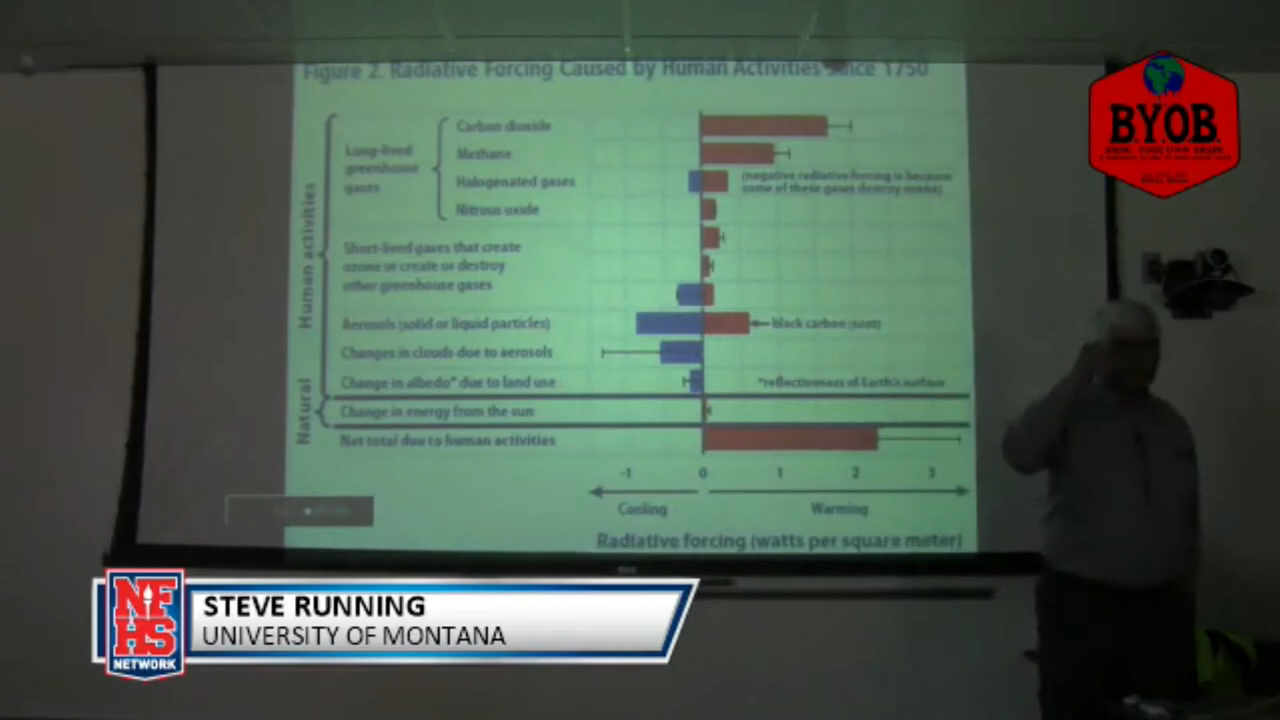 Figure 2. Radiative Forcing Caused by Human Activities Since 1750
Human activities
Long-lived
greenhouse
gases
Carbon dioxide
Methane
Halogenated gases
Nitrous oxide
(negative radiative forcing is because
some of these gases destroy ozone)
Short-lived gases that create
ozone or create or destroy
other greenhouse gases
Aerosols (solid or liquid particles)
black carbon (soot)
Changes in clouds due to aerosols
Change in albedo* due to land use
*reflectiveness of Earth's surface
Natural
Change in energy from the sun
Net total due to human activities
-1 0 1 2 3
Cooling
Warming
Radiative forcing (watts per square meter)
B.Y.O.B.
NF
HS
NETWORK
STEVE RUNNING
UNIVERSITY OF MONTANA